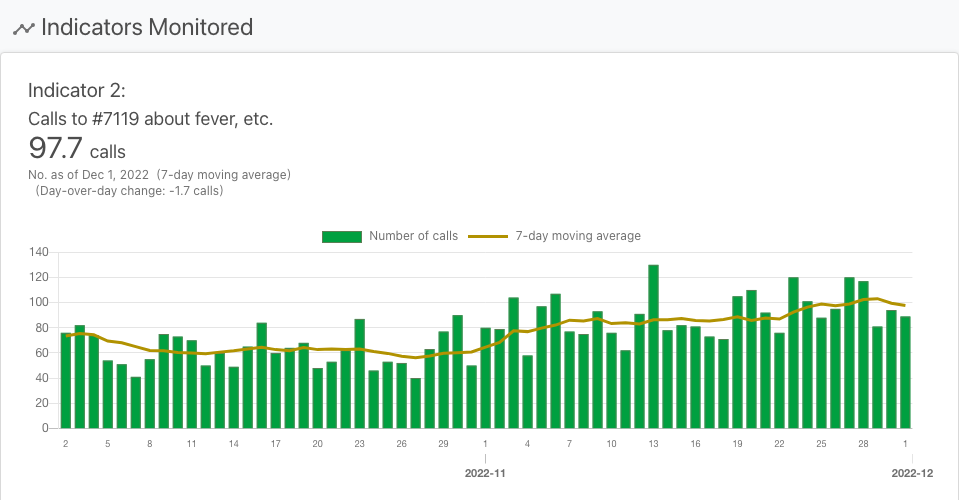 Indicators Monitored
Indicator 2:
Calls to #7119 about fever, etc.
97.7 calls
No. as of Dec 1, 2022 (7-day moving average)
(Day-over-day change: -1.7 calls)
Number of calls 7-day moving average
140
120
100
80
60
40
20
0
2 5 8 11 14 17 20 23 26 29 1 4 7 10 13 16 19 22 25 28 1
2022-11 2022-12